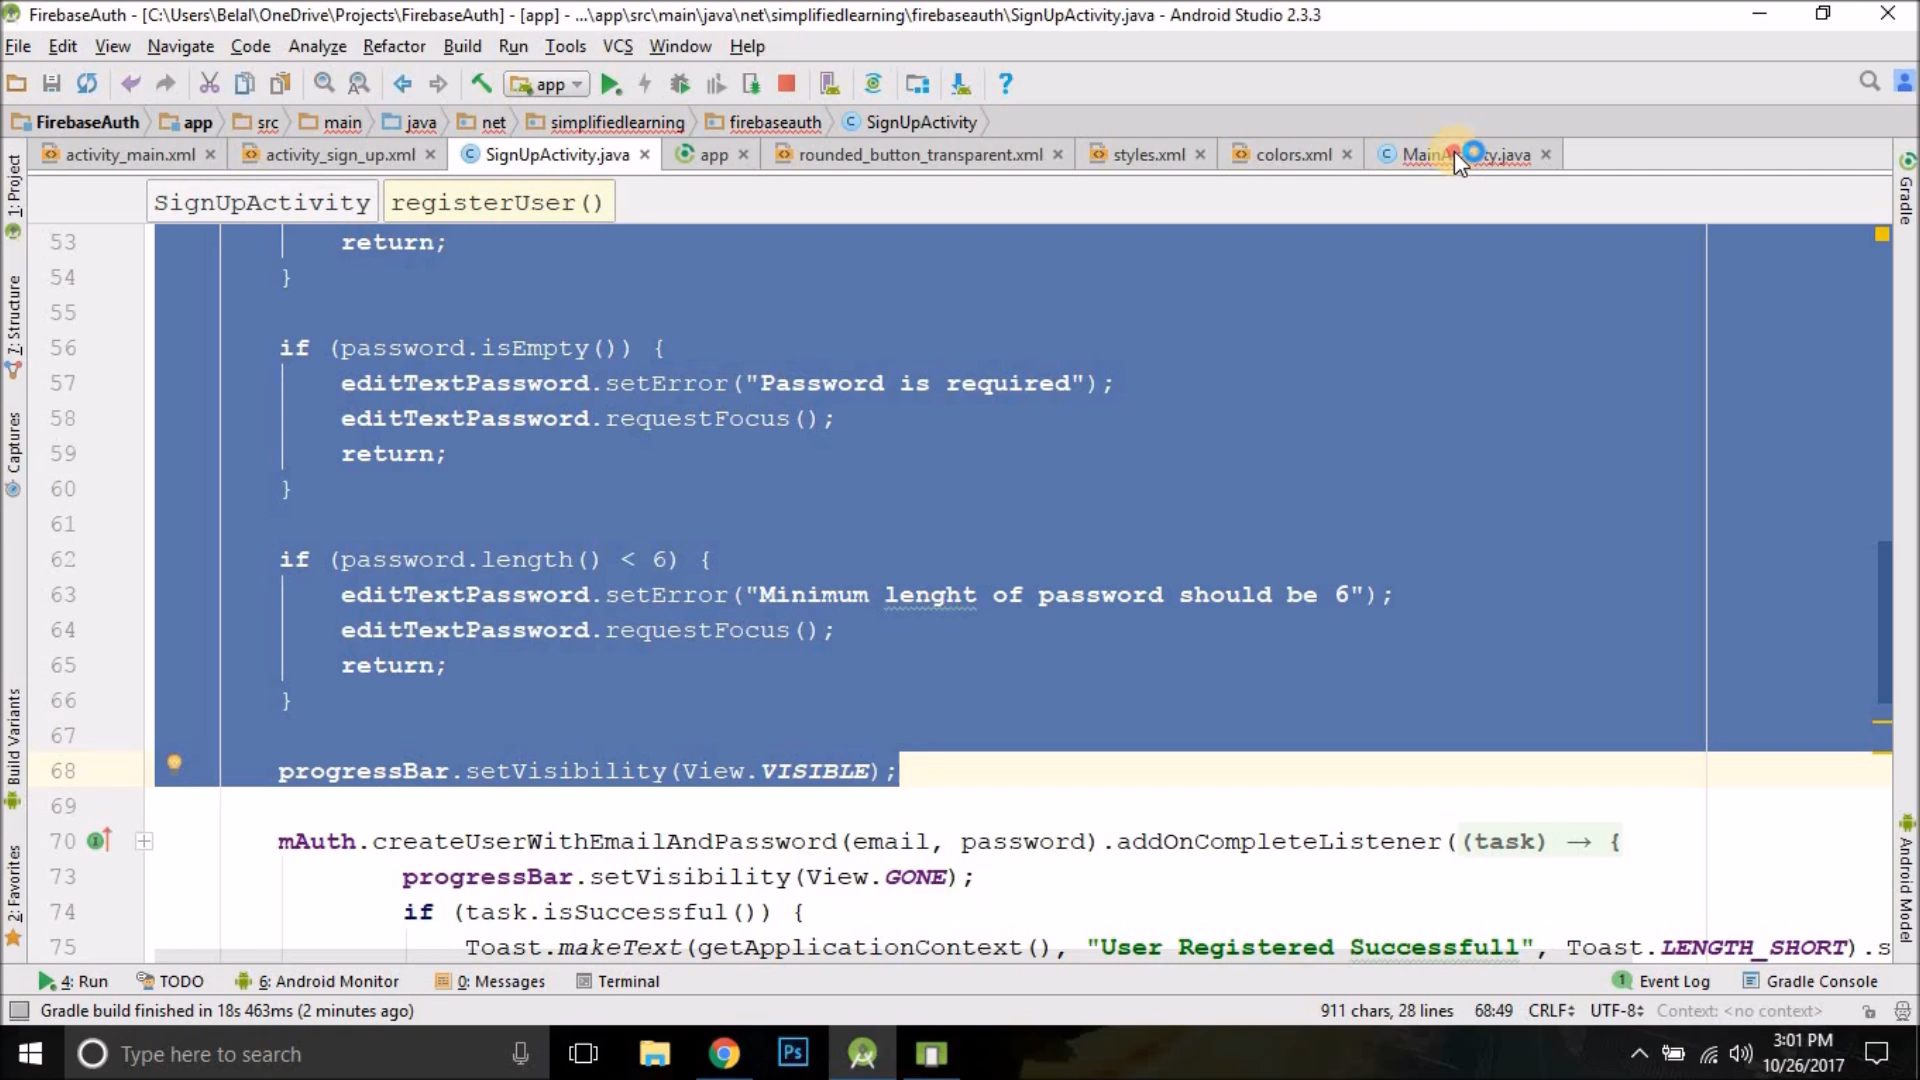 FirebaseAuth - [C:\Users\Belal\OneDrive\Projects\FirebaseAuth] - [app] - ...\app\src\main\java\net\simplifiedlearning\firebaseauth\SignUpActivity.java - Android Studio 2.3.3
File Edit View Navigate Code Analyze Refactor Build Run Tools VCS Window Help
app
FirebaseAuth app src main java net simplifiedlearning firebaseauth SignUpActivity
activity_main.xml activity_sign_up.xml SignUpActivity.java app rounded_button_transparent.xml styles.xml colors.xml
SignUpActivity registerUser()
53 return;
54 }
55
56 if (password.isEmpty()) {
57 editTextPassword.setError("Password is required");
58 editTextPassword.requestFocus();
59 return;
60 }
61
62 if (password.length() < 6) {
63 editTextPassword.setError("Minimum lenght of password should be 6");
64 editTextPassword.requestFocus();
65 return;
66 }
67
68 progressBar.setVisibility(View.VISIBLE);
69
70 mAuth.createUserWithEmailAndPassword(email, password).addOnCompleteListener((task) → {
73 progressBar.setVisibility(View.GONE);
74 if (task.isSuccessful()) {
75 Toast.makeText(getApplicationContext(), "User Registered Successfull", Toast.LENGTH_SHORT).s
1: Project
7: Structure
Captures
Build Variants
2: Favorites
Gradle
Android Model
4: Run TODO 6: Android Monitor 0: Messages Terminal 1 Event Log Gradle Console
Gradle build finished in 18s 463ms (2 minutes ago) 911 chars, 28 lines 68:49 CRLF UTF-8 Context: <no context>
Type here to search Ps 3:01 PM
10/26/2017